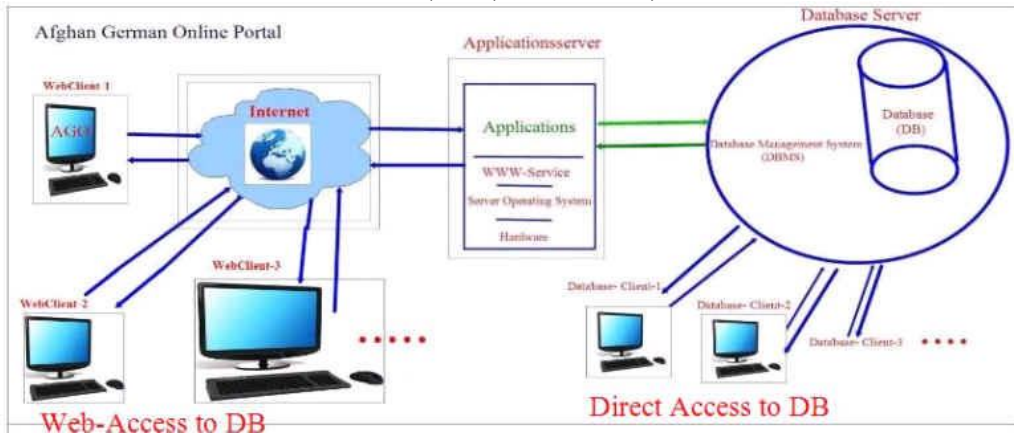 Database Server
Afghan German Online Portal
Applicationsserver
WebClient-1
AGO
Internet
Applications
WWW-Service
Server Operating System
Hardware
Database
(DB)
Database Management System
(DBMS)
WebClient-3
WebClient-2
Database- Client-1
Database- Client-2
Database- Client-3
Web-Access to DB
Direct Access to DB